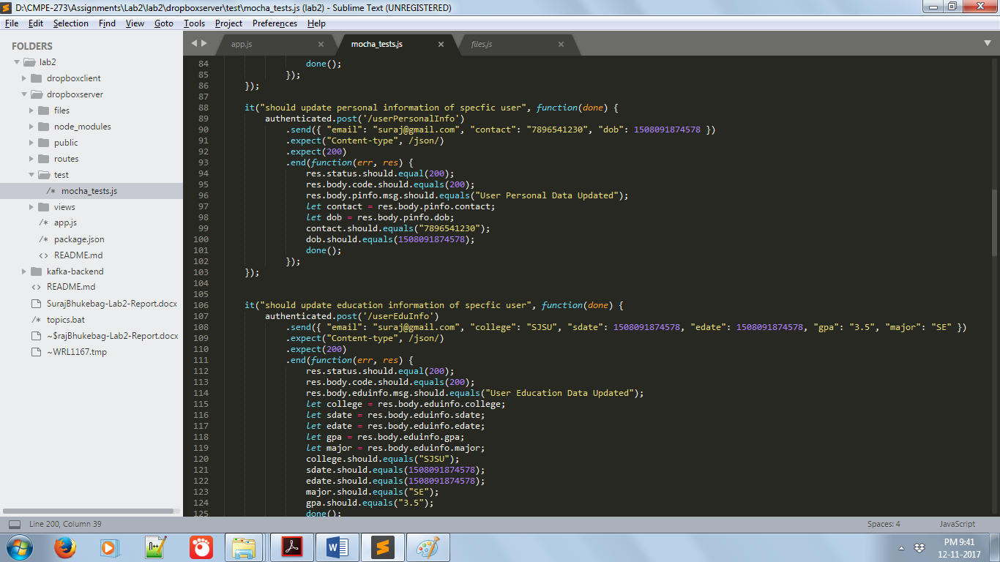 D:\CMPE-273\Assignments\Lab2\lab2\dropboxserver\test\mocha_tests.js (lab2) - Sublime Text (UNREGISTERED)
File Edit Selection Find View Goto Tools Project Preferences Help
FOLDERS
lab2
dropboxclient
dropboxserver
files
node_modules
public
routes
test
/* mocha_tests.js
views
/* app.js
/* package.json
<> README.md
kafka-backend
<> README.md
SurajBhukebag-Lab2-Report.docx
/* topics.bat
~$rajBhukebag-Lab2-Report.docx
~WRL1167.tmp
app.js × mocha_tests.js × files.js ×
84 done();
85 });
86 });
87
88 it("should update personal information of specfic user", function(done) {
89 authenticated.post('/userPersonalInfo')
90 .send({ "email": "suraj@gmail.com", "contact": "7896541230", "dob": 1508091874578 })
91 .expect("Content-type", /json/)
92 .expect(200)
93 .end(function(err, res) {
94 res.status.should.equal(200);
95 res.body.code.should.equals(200);
96 res.body.pinfo.msg.should.equals("User Personal Data Updated");
97 let contact = res.body.pinfo.contact;
98 let dob = res.body.pinfo.dob;
99 contact.should.equals("7896541230");
100 dob.should.equals(1508091874578);
101 done();
102 });
103 });
104
105
106 it("should update education information of specfic user", function(done) {
107 authenticated.post('/userEduInfo')
108 .send({ "email": "suraj@gmail.com", "college": "SJSU", "sdate": 1508091874578, "edate": 1508091874578, "gpa": "3.5", "major": "SE" })
109 .expect("Content-type", /json/)
110 .expect(200)
111 .end(function(err, res) {
112 res.status.should.equal(200);
113 res.body.code.should.equals(200);
114 res.body.eduinfo.msg.should.equals("User Education Data Updated");
115 let college = res.body.eduinfo.college;
116 let sdate = res.body.eduinfo.sdate;
117 let edate = res.body.eduinfo.edate;
118 let gpa = res.body.eduinfo.gpa;
119 let major = res.body.eduinfo.major;
120 college.should.equals("SJSU");
121 sdate.should.equals(1508091874578);
122 edate.should.equals(1508091874578);
123 major.should.equals("SE");
124 gpa.should.equals("3.5");
125 done();
Line 200, Column 39 Spaces: 4 JavaScript
PM 9:41
12-11-2017